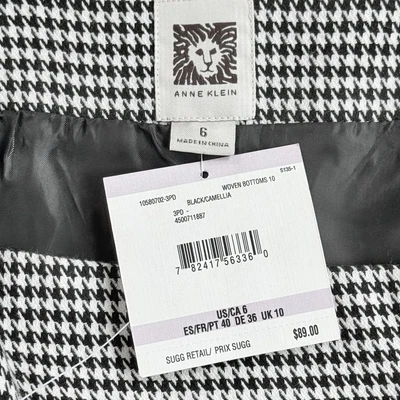 ANNE KLEIN
6
MADE IN CHINA
WOVEN BOTTOMS 10 S135-1
10580702-3PD BLACK/CAMELLIA
3PD -
4500711887
7 82417 56336 0
US/CA 6
ES/FR/PT 40 DE 36 UK 10
$89.00
SUGG RETAIL/ PRIX SUGG